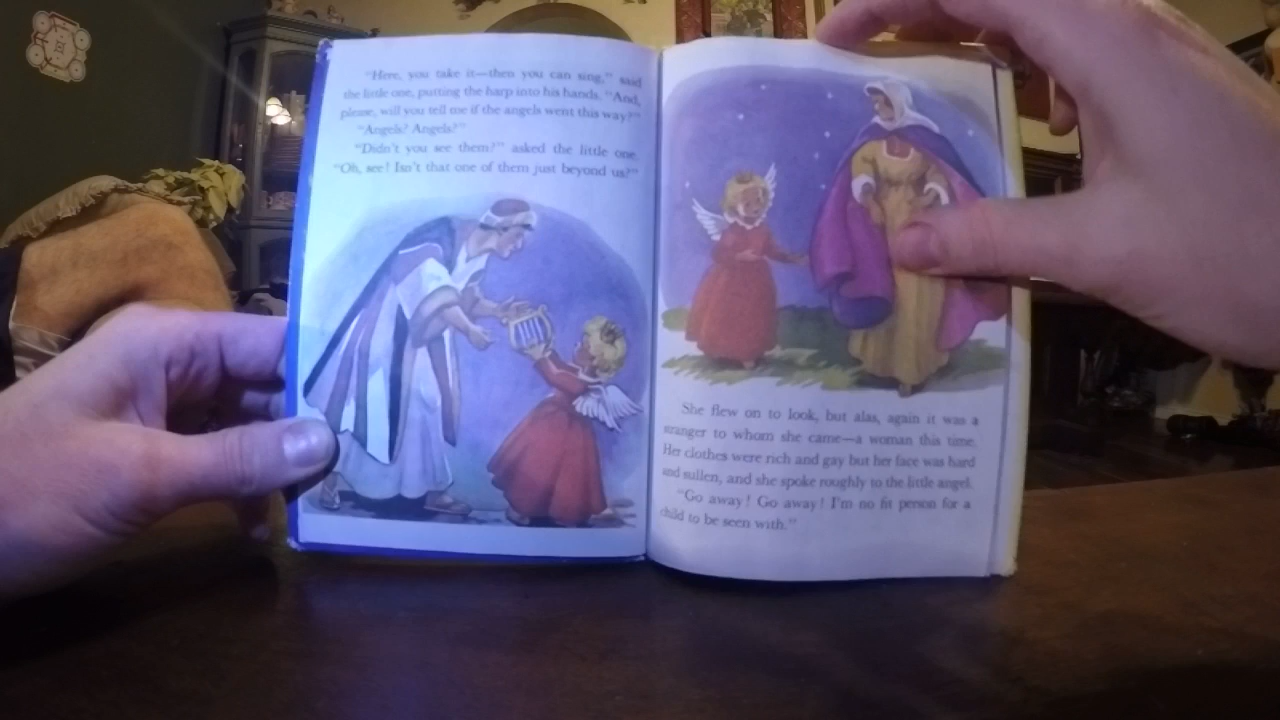 "Here, you take it—then you can sing," said
the little one, putting the harp into his hands. "And,
please, will you tell me if the angels went this way?"
"Angels? Angels?"
"Didn't you see them?" asked the little one.
"Oh, see! Isn't that one of them just beyond us?"
She flew on to look, but alas, again it was a
stranger to whom she came—a woman this time.
Her clothes were rich and gay but her face was hard
and sullen, and she spoke roughly to the little angel.
"Go away! Go away! I'm no fit person for a
child to be seen with."